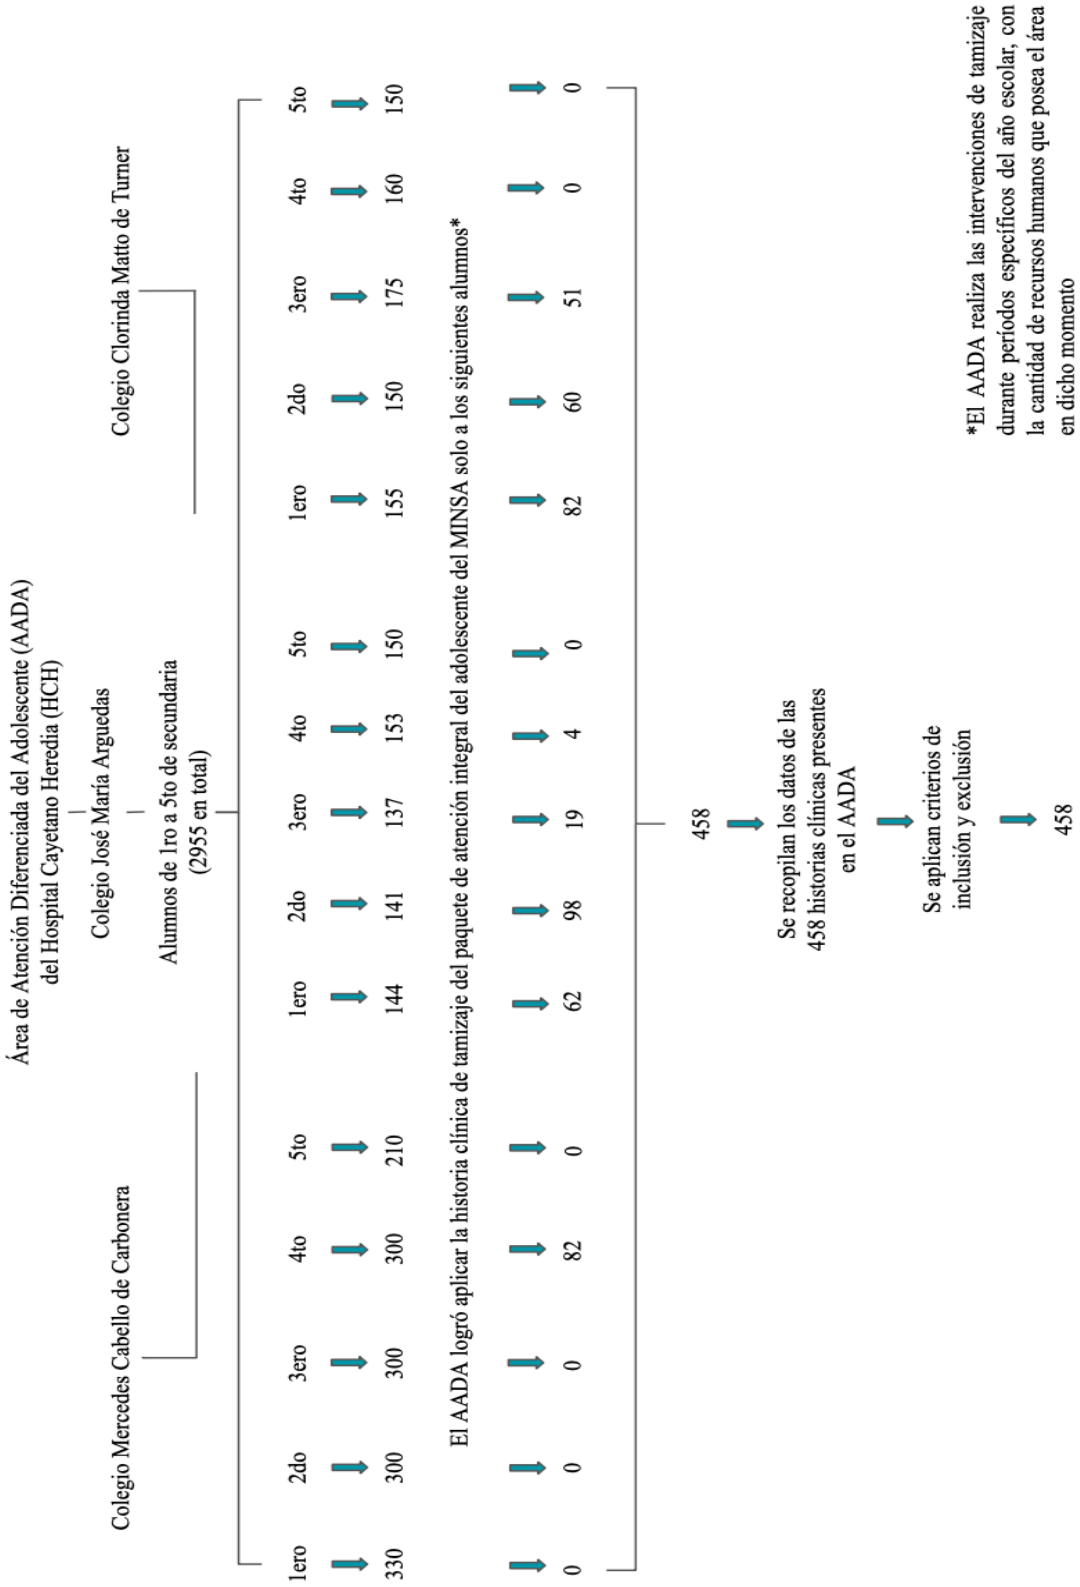 Área de Atención Diferenciada del Adolescente (AADA)
del Hospital Cayetano Heredia (HCH)
Colegio Mercedes Cabello de Carbonera
Colegio José María Arguedas
Colegio Clorinda Matto de Turner
Alumnos de 1ro a 5to de secundaria
(2955 en total)
1ero 2do 3ero 4to 5to 1ero 2do 3ero 4to 5to 1ero 2do 3ero 4to 5to
330 300 300 300 210 144 141 137 153 150 155 150 175 160 150
El AADA logró aplicar la historia clínica de tamizaje del paquete de atención integral del adolescente del MINSA solo a los siguientes alumnos*
0 0 0 82 0 62 98 19 4 0 82 60 51 0 0
458
Se recopilan los datos de las
458 historias clínicas presentes
en el AADA
Se aplican criterios de
inclusión y exclusión
458
*El AADA realiza las intervenciones de tamizaje
durante períodos específicos del año escolar, con
la cantidad de recursos humanos que posea el área
en dicho momento